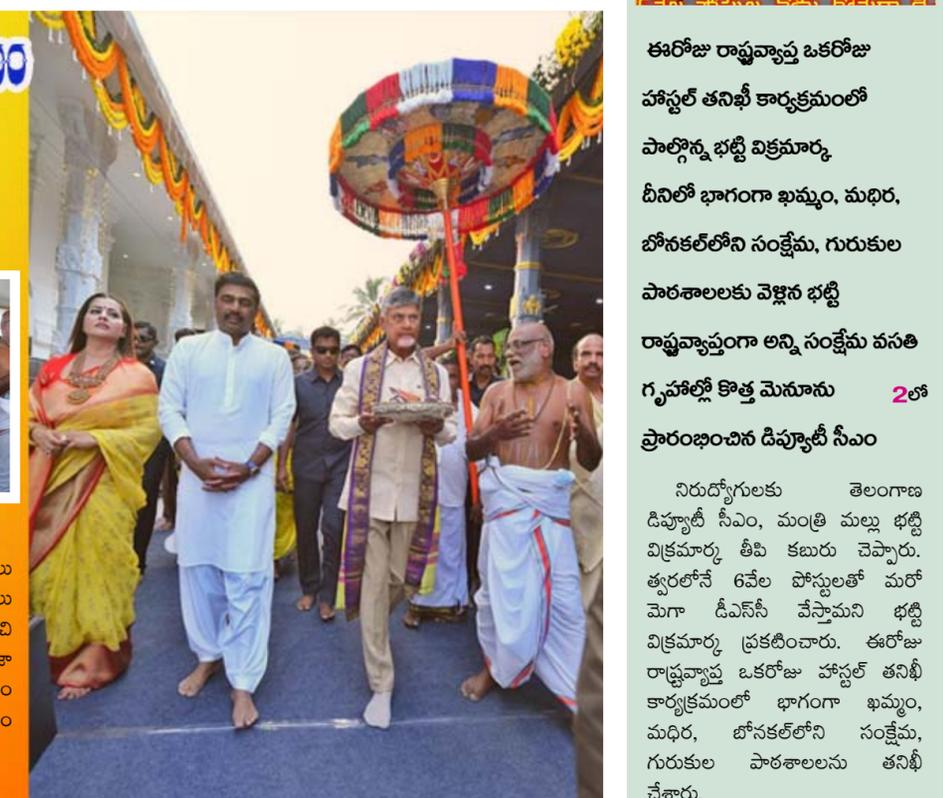 ఈరోజు రాష్ట్రవ్యాప్త ఒకరోజు
హాస్టల్ తనిఖీ కార్యక్రమంలో
పాల్గొన్న భట్టి విక్రమార్క
దీనిలో భాగంగా ఖమ్మం, మధిర,
బోనకల్‌లోని సంక్షేమ, గురుకుల
పాఠశాలలకు వెళ్లిన భట్టి
రాష్ట్రవ్యాప్తంగా అన్ని సంక్షేమ వసతి
గృహాల్లో కొత్త మెనూను 2లో
ప్రారంభించిన డిప్యూటీ సీఎం
నిరుద్యోగులకు తెలంగాణ
డిప్యూటీ సీఎం, మంత్రి మల్లు భట్టి
విక్రమార్క తీపి కబురు చెప్పారు.
త్వరలోనే 6వేల పోస్టులతో మరో
మెగా డీఎస్‌సీ వేస్తామని భట్టి
విక్రమార్క ప్రకటించారు. ఈరోజు
రాష్ట్రవ్యాప్త ఒకరోజు హాస్టల్ తనిఖీ
కార్యక్రమంలో భాగంగా ఖమ్మం,
మధిర, బోనకల్‌లోని సంక్షేమ,
గురుకుల పాఠశాలలను తనిఖీ
చేశారు.